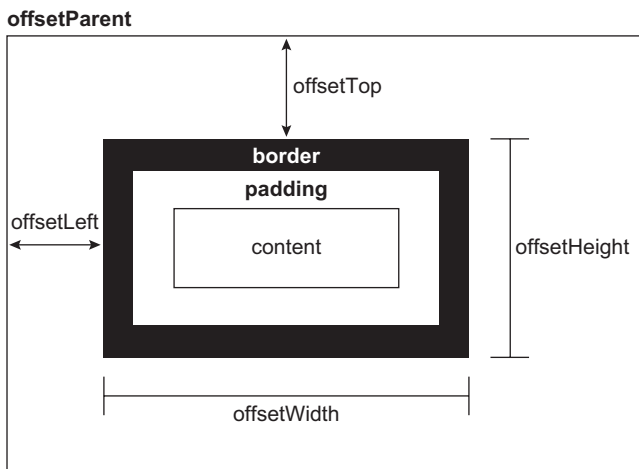 offsetParent
offsetTop
border
padding
offsetLeft
content
offsetHeight
offsetWidth